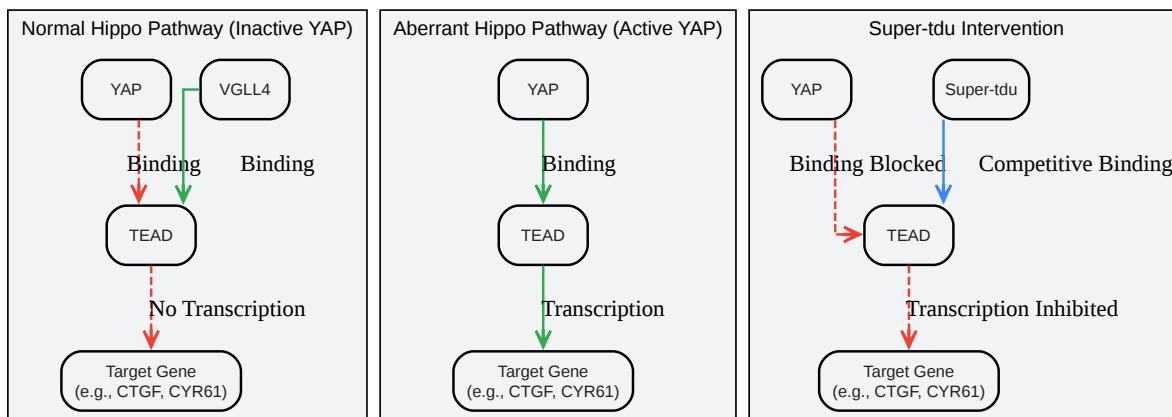 Normal Hippo Pathway (Inactive YAP)
YAP
VGLL4
Binding
Binding
TEAD
No Transcription
Target Gene
(e.g., CTGF, CYR61)
Aberrant Hippo Pathway (Active YAP)
YAP
Binding
TEAD
Transcription
Target Gene
(e.g., CTGF, CYR61)
Super-tdu Intervention
YAP
Super-tdu
Binding Blocked
Competitive Binding
TEAD
Transcription Inhibited
Target Gene
(e.g., CTGF, CYR61)